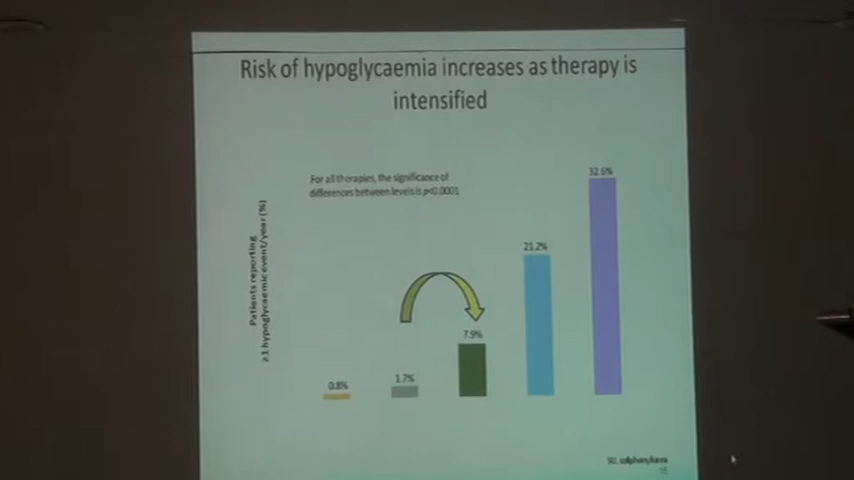 Risk of hypoglycaemia increases as therapy is
intensified
For all therapies, the significance of
differences between levels is p<0.0001
Patients reporting
≥1 hypoglycaemic event/year (%)
0.8%
1.7%
7.9%
21.2%
32.6%
SU, sulphonylurea